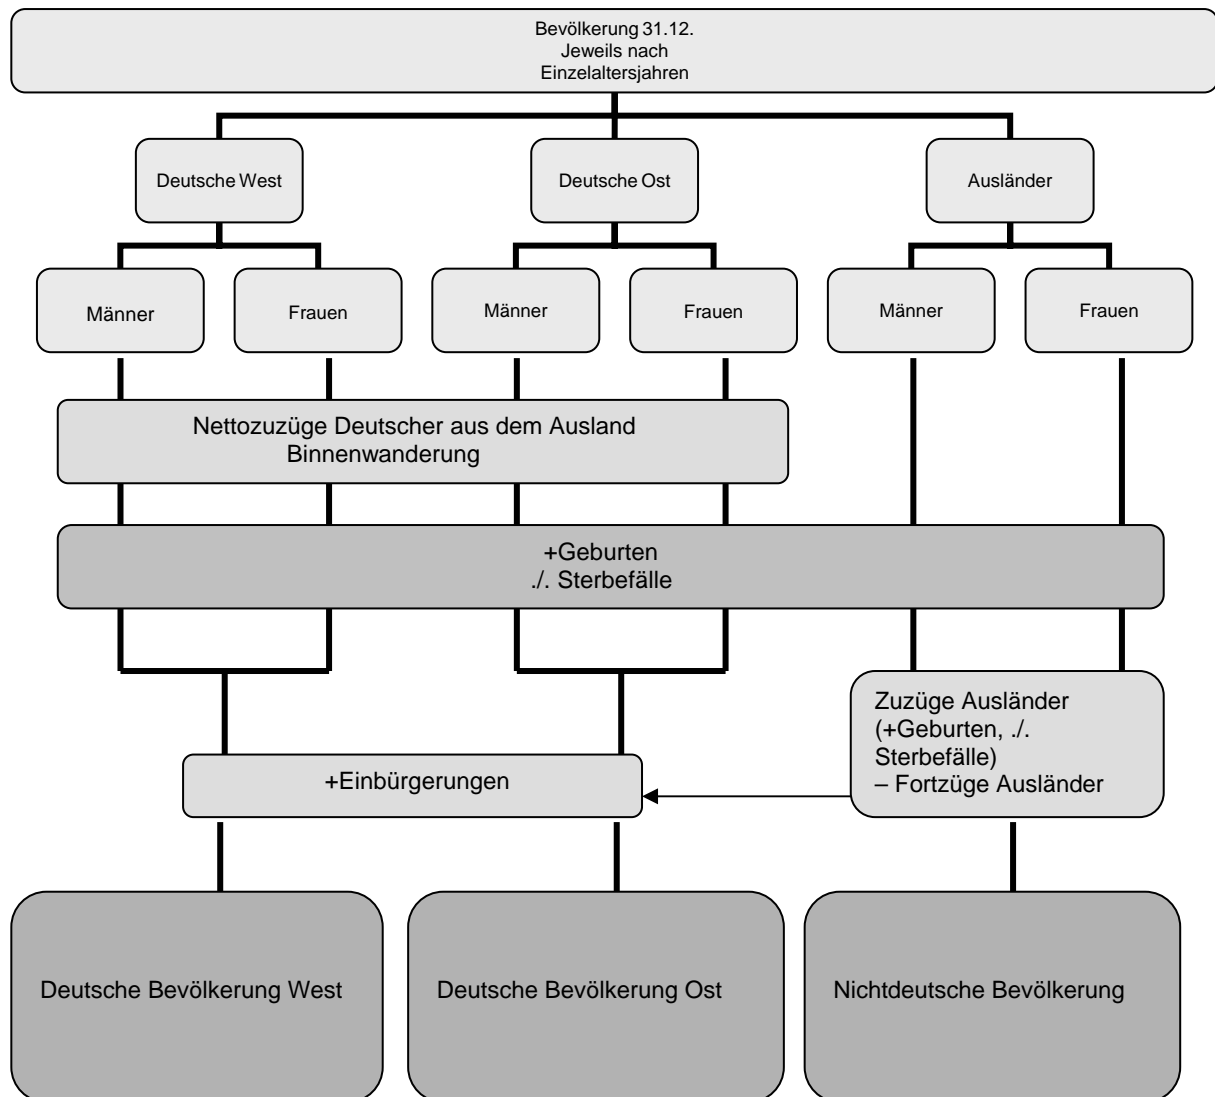 Bevölkerung 31.12.
Jeweils nach
Einzelaltersjahren
Deutsche West
Deutsche Ost
Ausländer
Männer
Frauen
Männer
Frauen
Männer
Frauen
Nettozuzüge Deutscher aus dem Ausland
Binnenwanderung
+Geburten
./. Sterbefälle
Zuzüge Ausländer
(+Geburten, ./.
Sterbefälle)
– Fortzüge Ausländer
+Einbürgerungen
Deutsche Bevölkerung West
Deutsche Bevölkerung Ost
Nichtdeutsche Bevölkerung